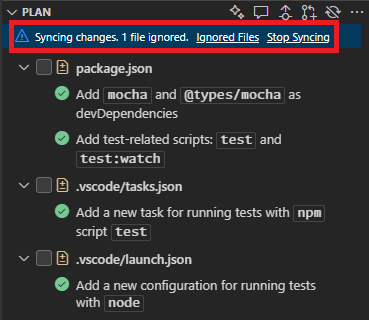 PLAN
Syncing changes. 1 file ignored. Ignored Files Stop Syncing
package.json
Add mocha and @types/mocha as
devDependencies
Add test-related scripts: test and
test:watch
.vscode/tasks.json
Add a new task for running tests with npm
script test
.vscode/launch.json
Add a new configuration for running tests
with node